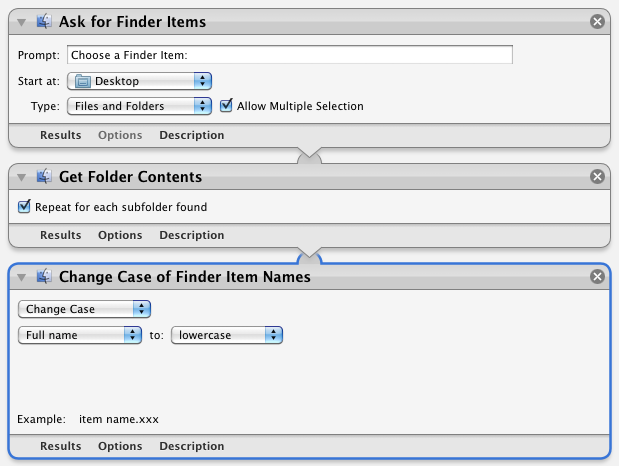 Ask for Finder Items
Prompt: Choose a Finder Item:
Start at: Desktop
Type: Files and Folders Allow Multiple Selection
Results Options Description
Get Folder Contents
Repeat for each subfolder found
Results Options Description
Change Case of Finder Item Names
Change Case
Full name to: lowercase
Example: item name.xxx
Results Options Description